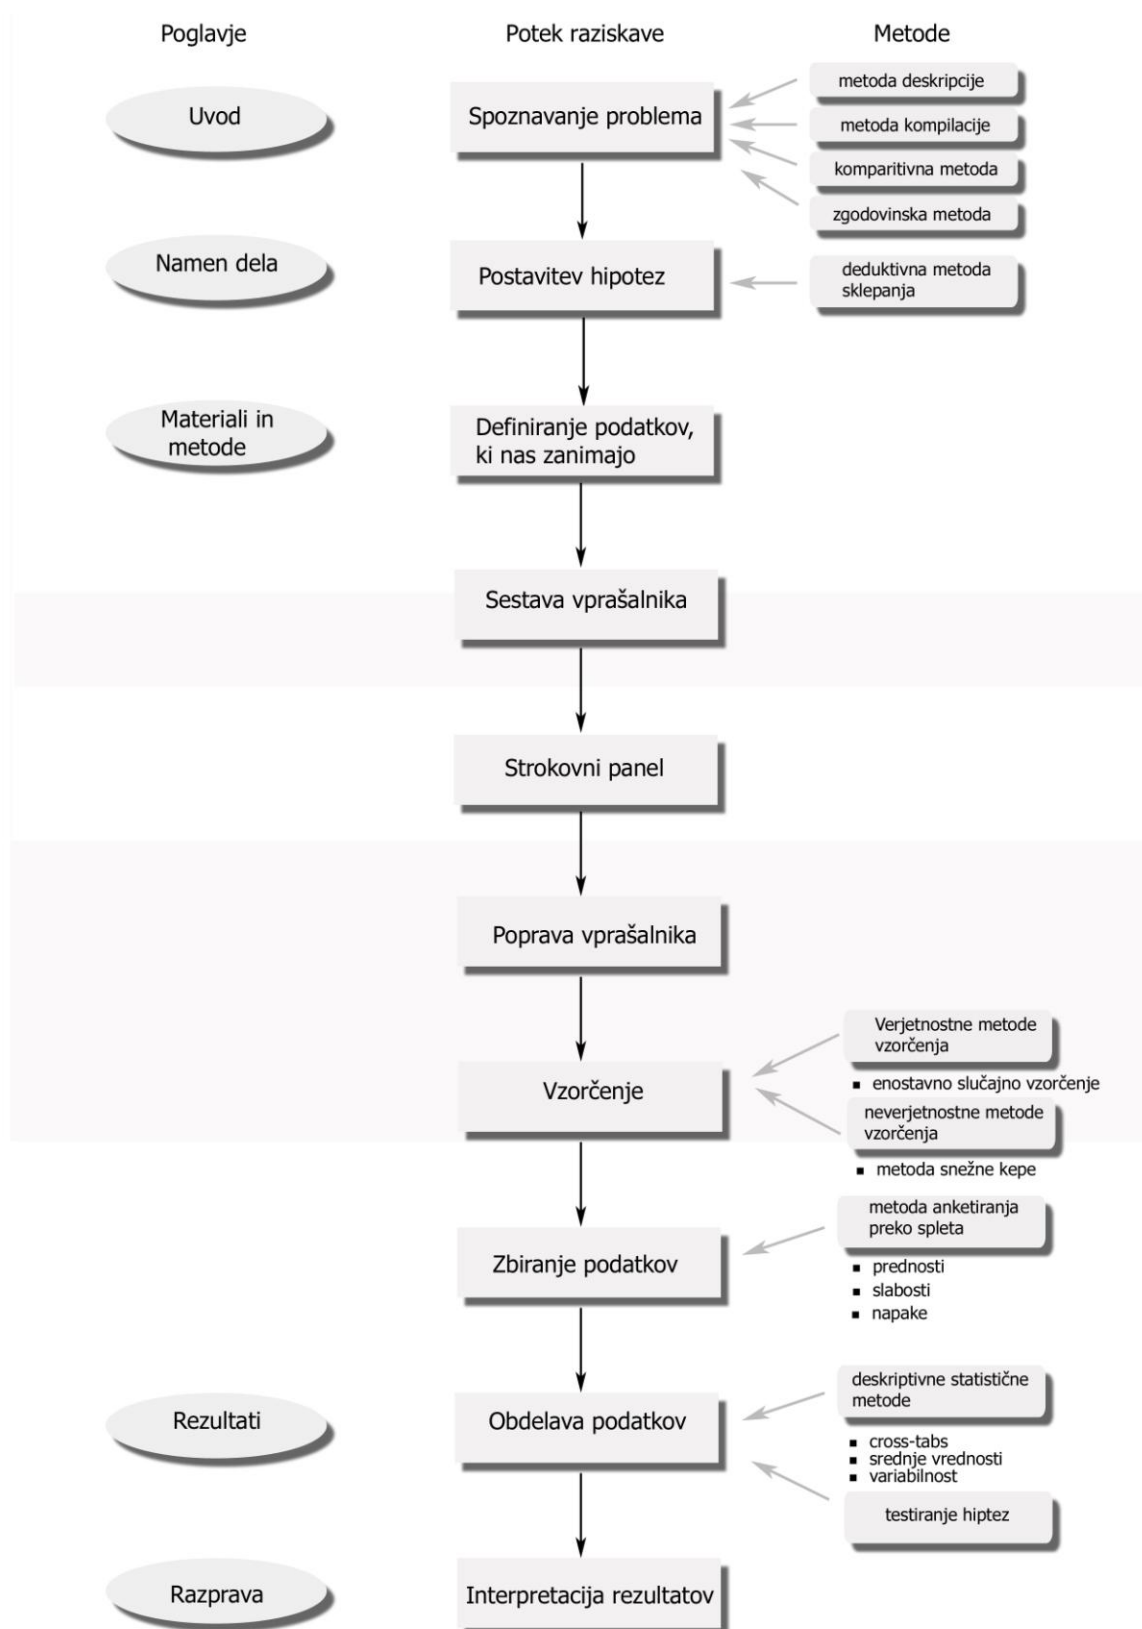 Poglavje
Potek raziskave
Metode
Uvod
Spoznavanje problema
metoda deskripcije
metoda kompilacije
komparitivna metoda
zgodovinska metoda
Namen dela
Postavitev hipotez
deduktivna metoda
sklepanja
Materiali in
metode
Definiranje podatkov,
ki nas zanimajo
Sestava vprašalnika
Strokovni panel
Poprava vprašalnika
Vzorčenje
Verjetnostne metode
vzorčenja
▪ enostavno slučajno vzorčenje
neverjetnostne metode
vzorčenja
▪ metoda snežne kepe
Zbiranje podatkov
metoda anketiranja
preko spleta
▪ prednosti
▪ slabosti
▪ napake
Rezultati
Obdelava podatkov
deskriptivne statistične
metode
▪ cross-tabs
▪ srednje vrednosti
▪ variabilnost
testiranje hiptez
Razprava
Interpretacija rezultatov